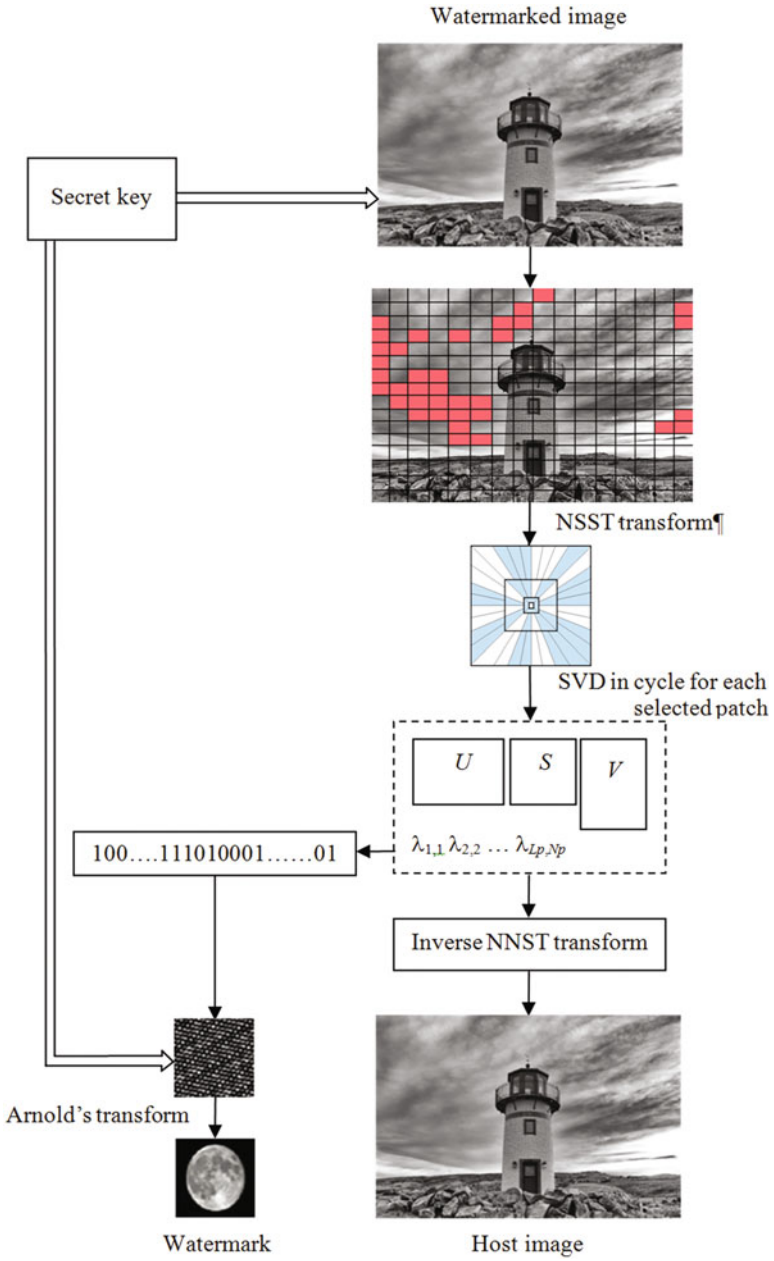 Watermarked image
Secret key
NSST transform¶
SVD in cycle for each
selected patch
U S V
λ1,1 λ2,2 … λLp,Np
100….111010001……01
Inverse NNST transform
Arnold’s transform
Watermark
Host image